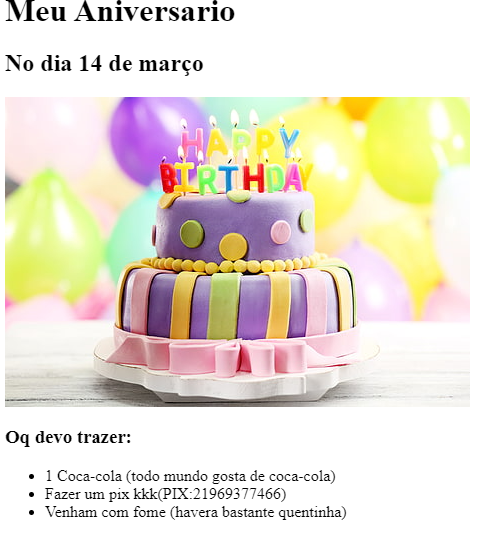 Meu Aniversario
No dia 14 de março
HAPPY
BIRTHDAY
Oq devo trazer:
1 Coca-cola (todo mundo gosta de coca-cola)
Fazer um pix kkk(PIX:21969377466)
Venham com fome (havera bastante quentinha)